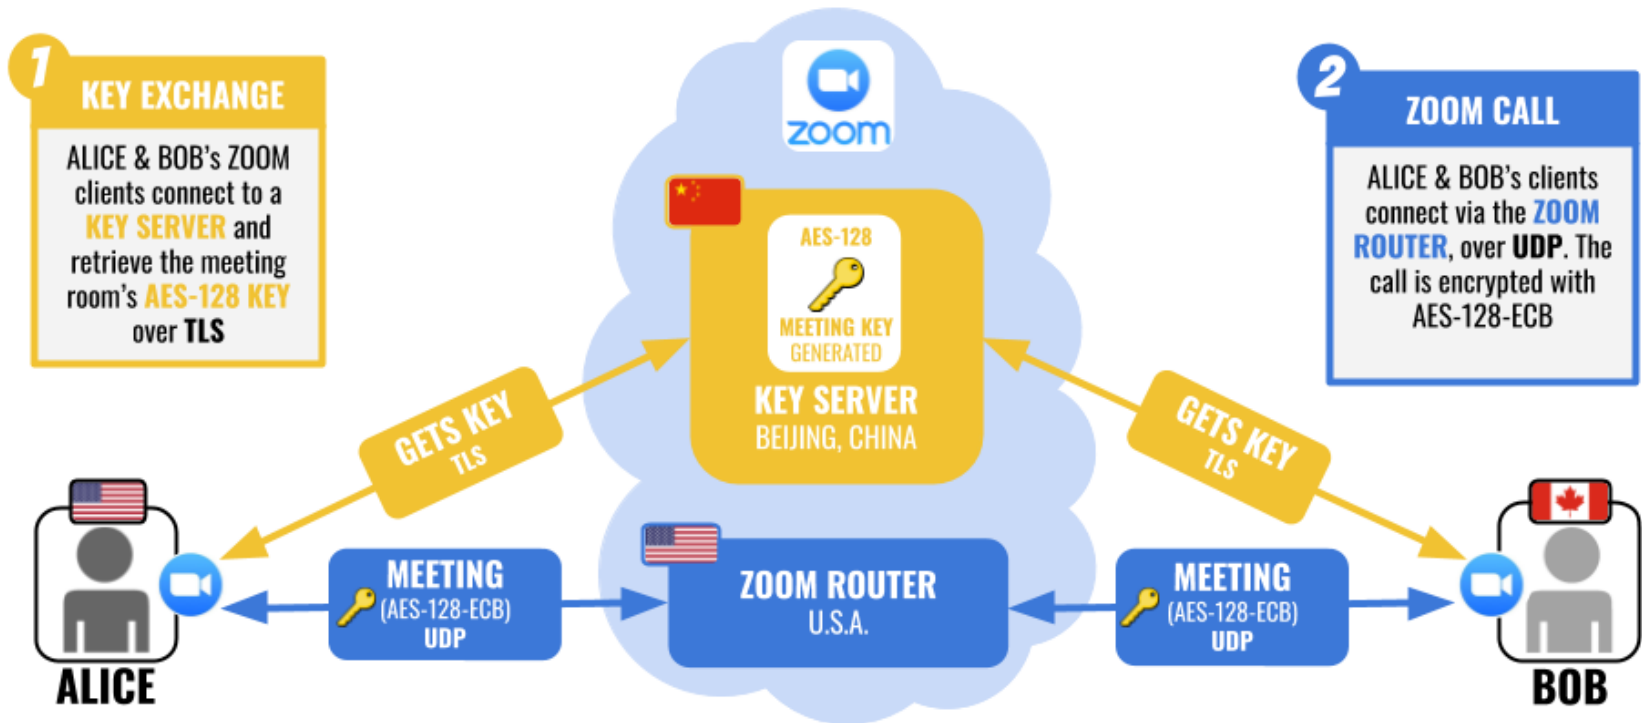 1
KEY EXCHANGE
ALICE & BOB's ZOOM
clients connect to a
KEY SERVER and
retrieve the meeting
room's AES-128 KEY
over TLS
zoom
AES-128
MEETING KEY
GENERATED
KEY SERVER
BEIJING, CHINA
2
ZOOM CALL
ALICE & BOB's clients
connect via the ZOOM
ROUTER, over UDP. The
call is encrypted with
AES-128-ECB
GETS KEY
TLS
GETS KEY
TLS
ALICE
MEETING
(AES-128-ECB)
UDP
ZOOM ROUTER
U.S.A.
MEETING
(AES-128-ECB)
UDP
BOB